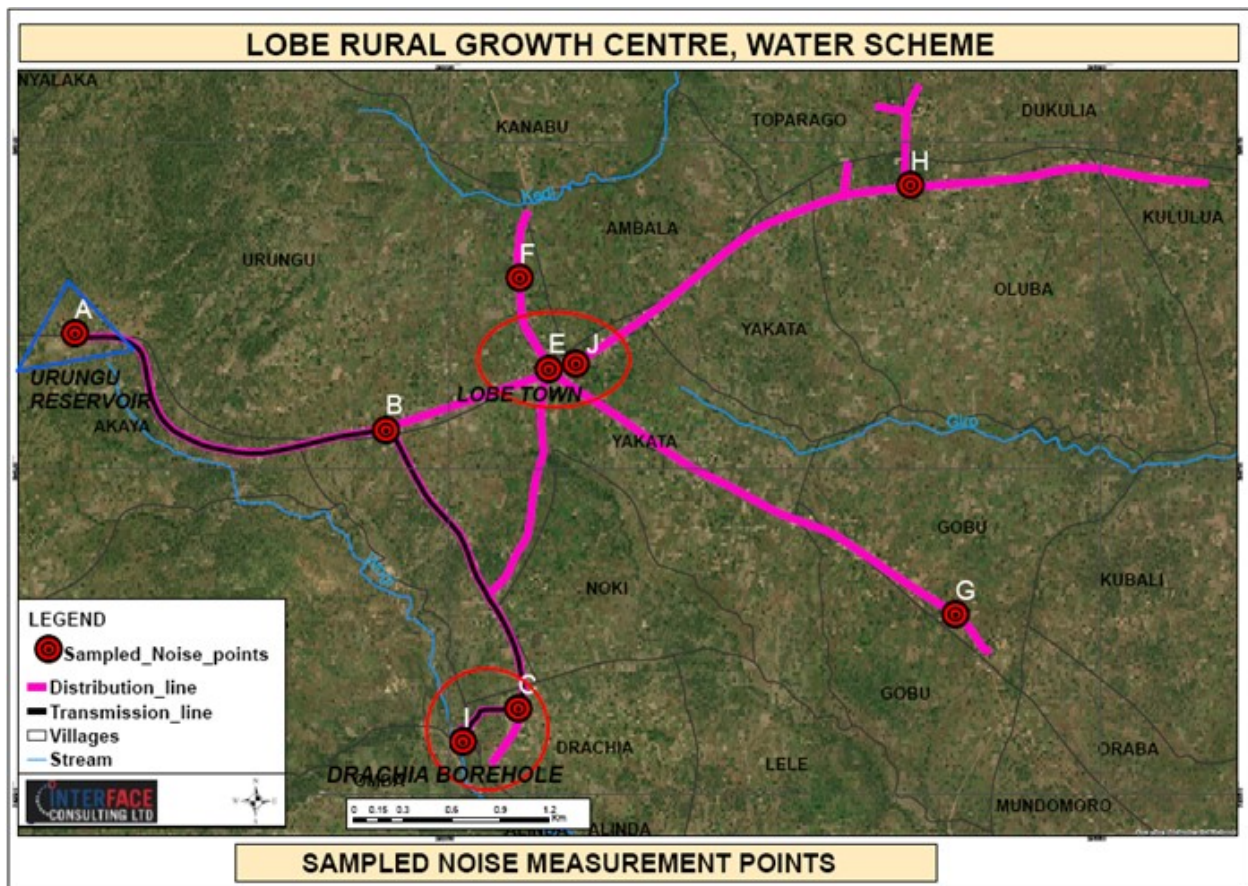 LOBE RURAL GROWTH CENTRE, WATER SCHEME
NYALAKA
KANABU
TOPARAGO
DUKULIA
H
Kedi
AMBALA
KULULUA
URUNGU
F
OLUBA
A
YAKATA
E
J
URUNGU
RESERVOIR
LOBE TOWN
B
AKAYA
YAKATA
Giro
GOBU
KUBALI
NOKI
G
LEGEND
Sampled_Noise_points
Distribution_line
Transmission_line
Villages
Stream
GOBU
C
I
DRACHIA
ORABA
LELE
DRACHIA BOREHOLE
MUNDOMORO
INTERFACE
CONSULTING LTD
0 0.15 0.3 0.6 0.9 1.2
Km
ALINDA
ALINDA
SAMPLED NOISE MEASUREMENT POINTS